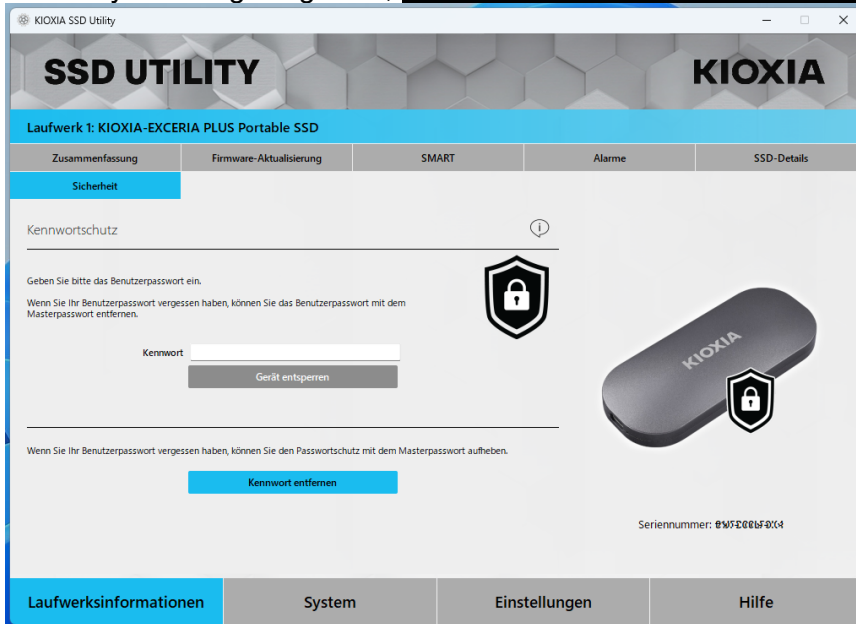 KIOXIA SSD Utility
SSD UTILITY
KIOXIA
Laufwerk 1: KIOXIA-EXCERIA PLUS Portable SSD
Zusammenfassung
Firmware-Aktualisierung
SMART
Alarme
SSD-Details
Sicherheit
Kennwortschutz
Geben Sie bitte das Benutzerpasswort ein.
Wenn Sie Ihr Benutzerpasswort vergessen haben, können Sie das Benutzerpasswort mit dem
Masterpasswort entfernen.
Kennwort
Gerät entsperren
KIOXIA
Wenn Sie Ihr Benutzerpasswort vergessen haben, können Sie den Passwortschutz mit dem Masterpasswort aufheben.
Kennwort entfernen
Seriennummer:
Laufwerksinformationen
System
Einstellungen
Hilfe